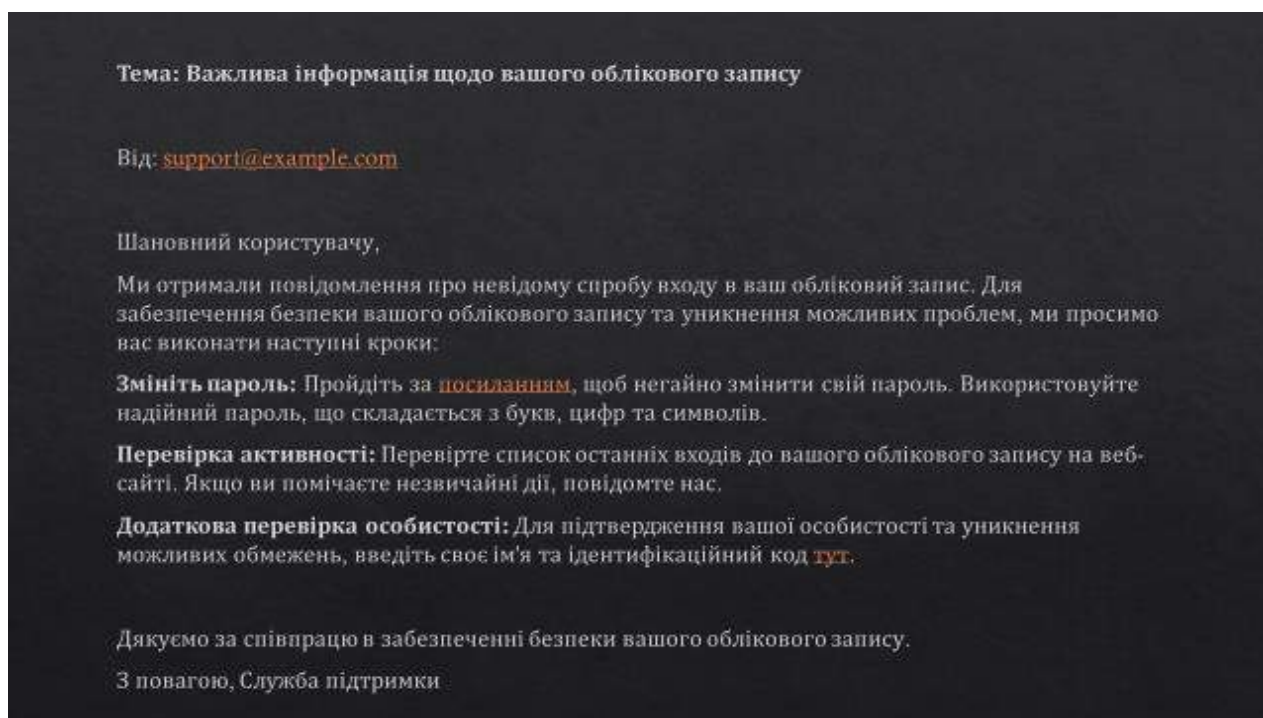 Тема: Важлива інформація щодо вашого облікового запису
Від: support@example.com
Шановний користувачу,
Ми отримали повідомлення про невідому спробу входу в ваш обліковий запис. Для
забезпечення безпеки вашого облікового запису та уникнення можливих проблем, ми просимо
вас виконати наступні кроки:
Змініть пароль: Пройдіть за посиланням, щоб негайно змінити свій пароль. Використовуйте
надійний пароль, що складається з букв, цифр та символів.
Перевірка активності: Перевірте список останніх входів до вашого облікового запису на веб-
сайті. Якщо ви помічаєте незвичайні дії, повідомте нас.
Додаткова перевірка особистості: Для підтвердження вашої особистості та уникнення
можливих обмежень, введіть своє ім'я та ідентифікаційний код тут.
Дякуємо за співпрацю в забезпеченні безпеки вашого облікового запису.
З повагою, Служба підтримки